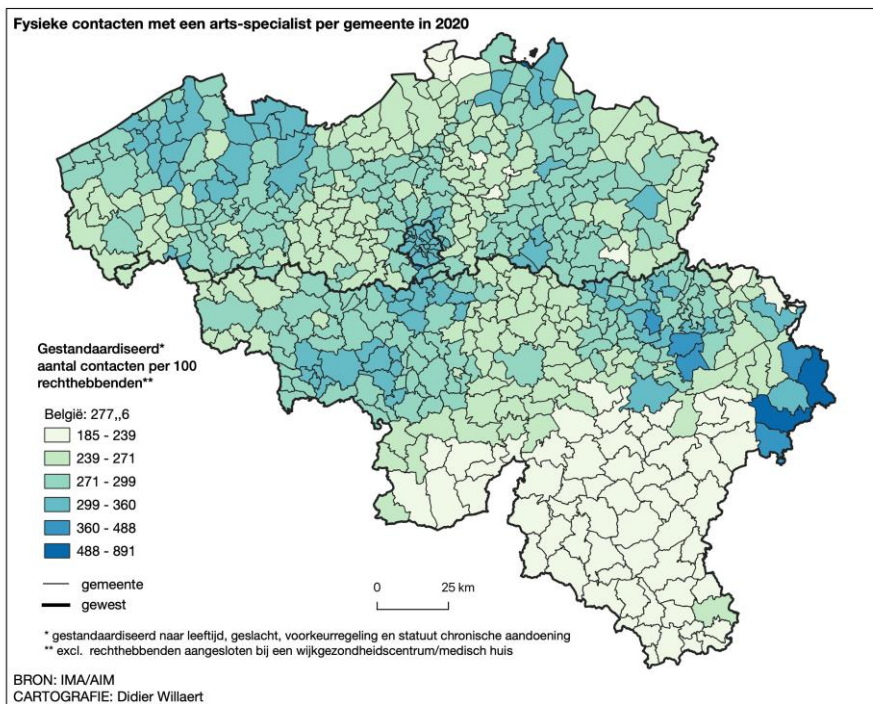 Fysieke contacten met een arts-specialist per gemeente in 2020
Gestandaardiseerd*
aantal contacten per 100
rechthebbenden**
België: 277,,6
185 - 239
239 - 271
271 - 299
299 - 360
360 - 488
488 - 891
gemeente
gewest
0 25 km
* gestandaardiseerd naar leeftijd, geslacht, voorkeurregeling en statuut chronische aandoening
** excl. rechthebbenden aangesloten bij een wijkgezondheidscentrum/medisch huis
BRON: IMA/AIM
CARTOGRAFIE: Didier Willaert